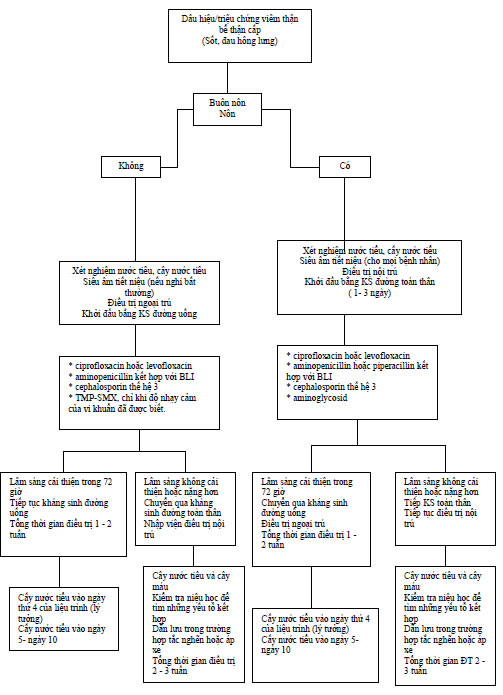 Dấu hiệu/triệu chứng viêm thận
bể thận cấp
(Sốt, đau hông lưng)
Buồn nôn
Nôn
Không
Có
Xét nghiệm nước tiểu, cấy nước tiểu
Siêu âm tiết niệu (nếu nghi bất
thường)
Điều trị ngoại trú
Khởi đầu bằng KS đường uống
Xét nghiệm nước tiểu, cấy nước tiểu
Siêu âm tiết niệu (cho mọi bệnh nhân)
Điều trị nội trú
Khởi đầu bằng KS đường toàn thân
( 1- 3 ngày)
* ciprofloxacin hoặc levofloxacin
* aminopenicillin kết hợp với BLI
* cephalosporin thế hệ 3
* TMP-SMX, chỉ khi độ nhạy cảm
của vi khuẩn đã được biết.
* ciprofloxacin hoặc levofloxacin
* aminopenicillin hoặc piperacillin kết
hợp với BLI
* cephalosporin thế hệ 3
* aminoglycosid
Lâm sàng cải thiện trong 72
giờ
Tiếp tục kháng sinh đường
uống
Tổng thời gian điều trị 1 - 2
tuần
Lâm sàng không cải
thiện hoặc nặng hơn
Chuyển qua kháng
sinh đường toàn thân
Nhập viện điều trị nội
trú
Lâm sàng cải thiện trong
72 giờ
Chuyển qua kháng sinh
đường uống
Điều trị ngoại trú
Tổng thời gian điều trị 1 -
2 tuần
Lâm sàng không cải
thiện hoặc nặng hơn
Tiếp KS toàn thân
Tiếp tục điều trị nội
trú
Cấy nước tiểu vào ngày
thứ 4 của liệu trình (lý
tưởng)
Cấy nước tiểu vào ngày
5- ngày 10
Cấy nước tiểu và cấy
máu
Kiểm tra niệu học để
tìm những yếu tố kết
hợp
Dẫn lưu trong trường
hợp tắc nghẽn hoặc áp
xe
Tổng thời gian điều trị
2 - 3 tuần
Cấy nước tiểu vào ngày thứ 4
của liệu trình (lý tưởng)
Cấy nước tiểu vào ngày 5-
ngày 10
Cấy nước tiểu và cấy
máu
Kiểm tra niệu học để
tìm những yếu tố kết
hợp
Dẫn lưu trong trường
hợp tắc nghẽn hoặc áp
xe
Tổng thời gian ĐT 2 -
3 tuần